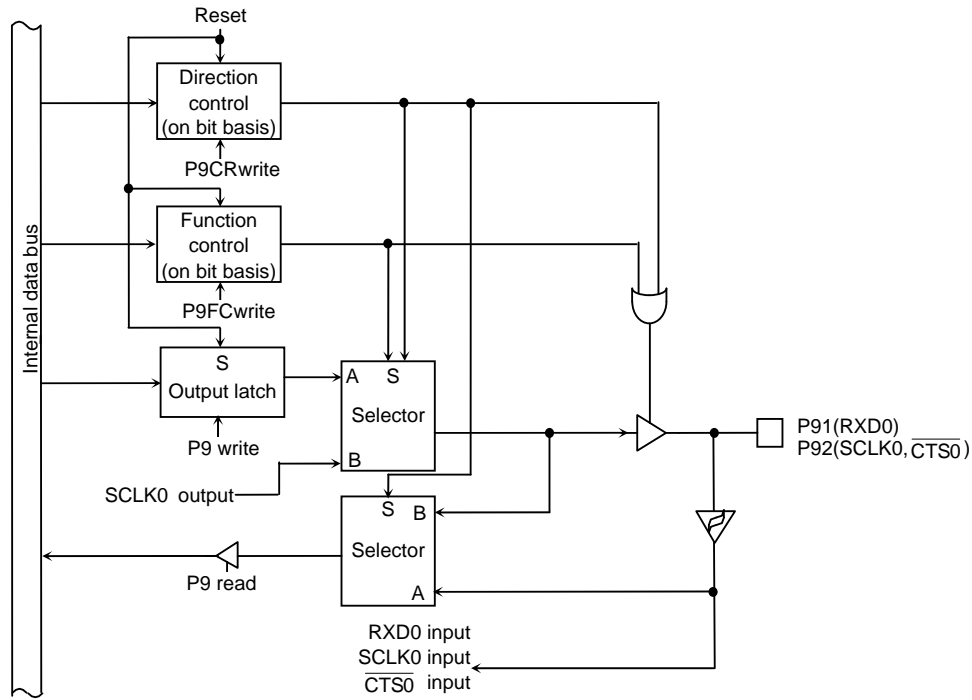 Reset
Direction
control
(on bit basis)
P9CRwrite
Internal data bus
Function
control
(on bit basis)
P9FCwrite
S
Output latch
P9 write
A S
Selector
B
SCLK0 output
P91(RXD0)
P92(SCLK0, CTS0)
S B
Selector
A
P9 read
RXD0 input
SCLK0 input
CTS0 input